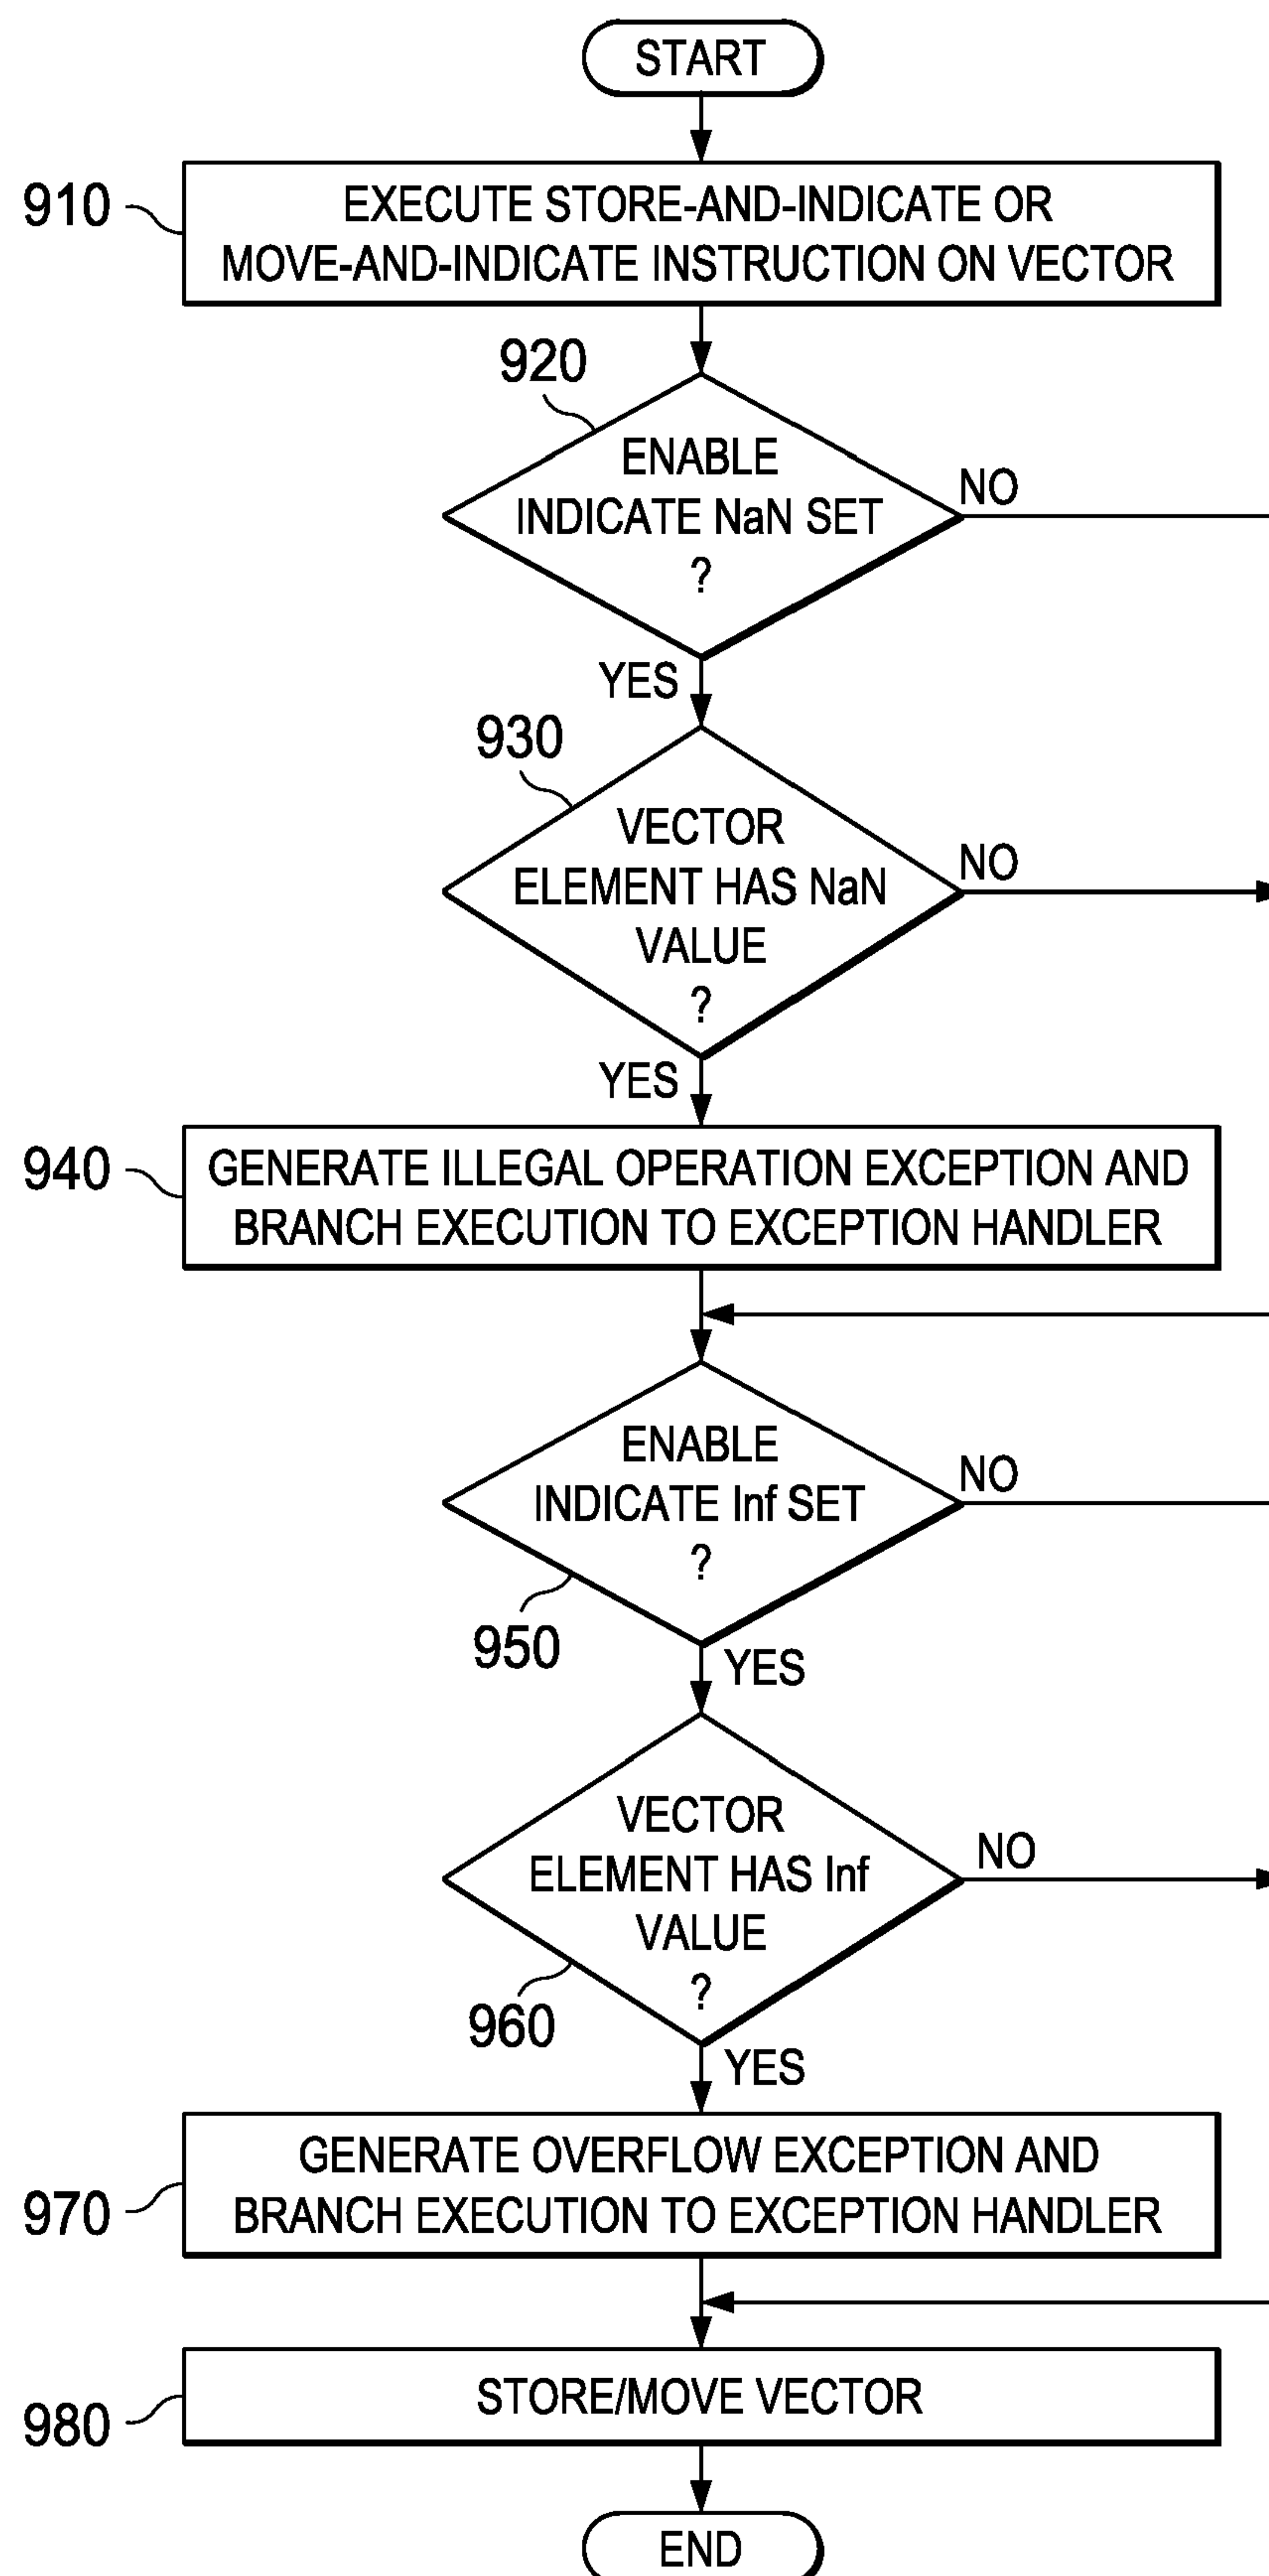 START
910
EXECUTE STORE-AND-INDICATE OR
MOVE-AND-INDICATE INSTRUCTION ON VECTOR
920
ENABLE
INDICATE NaN SET
?
NO
YES
930
VECTOR
ELEMENT HAS NaN
VALUE
?
NO
YES
940
GENERATE ILLEGAL OPERATION EXCEPTION AND
BRANCH EXECUTION TO EXCEPTION HANDLER
ENABLE
INDICATE Inf SET
?
NO
950
YES
VECTOR
ELEMENT HAS Inf
VALUE
?
NO
960
YES
GENERATE OVERFLOW EXCEPTION AND
BRANCH EXECUTION TO EXCEPTION HANDLER
970
STORE/MOVE VECTOR
980
END